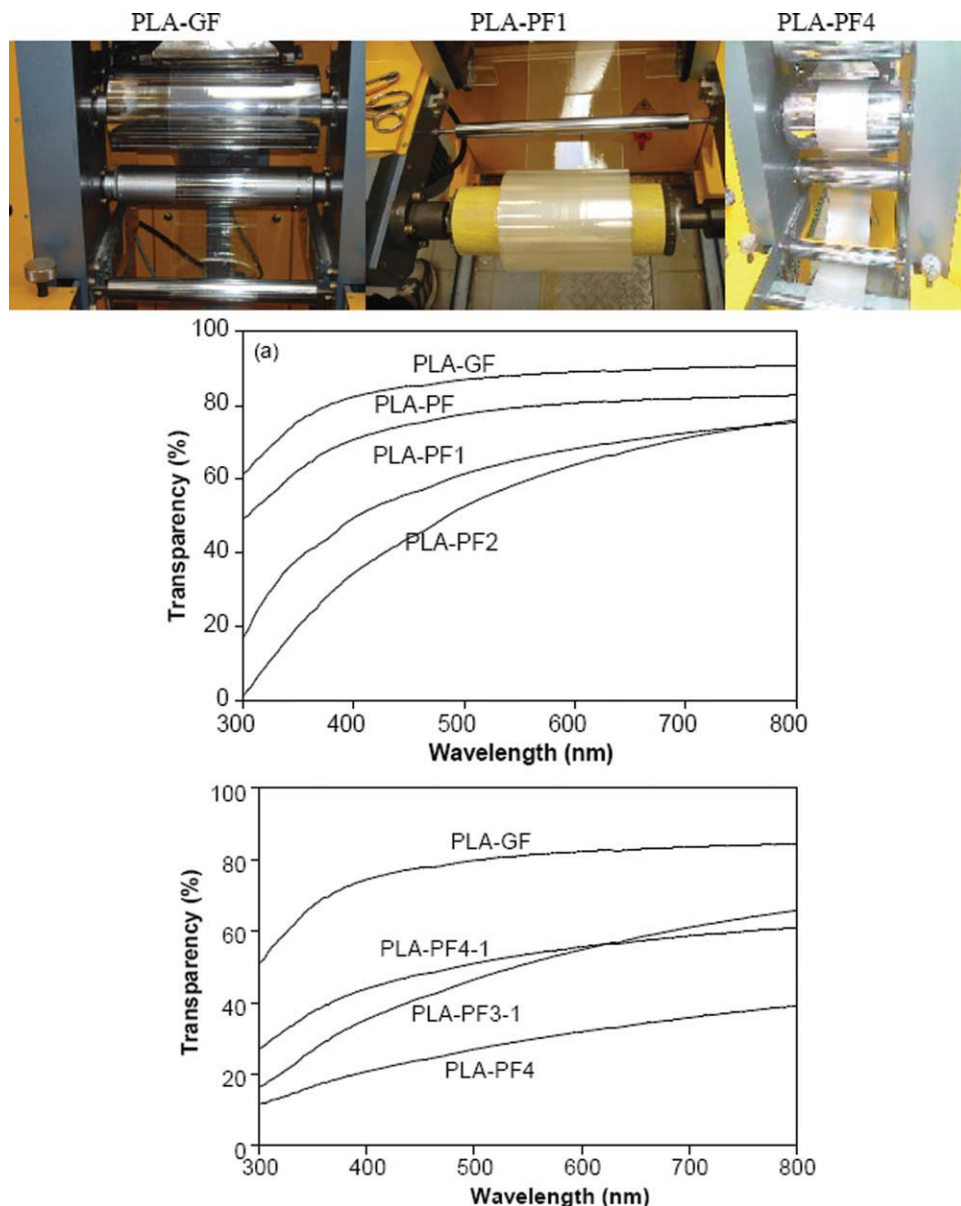 PLA-GF PLA-PF1 PLA-PF4
(a)
100
80
60
40
20
0
Transparency (%)
PLA-GF
PLA-PF
PLA-PF1
PLA-PF2
300 400 500 600 700 800
Wavelength (nm)
100
80
60
40
20
0
Transparency (%)
PLA-GF
PLA-PF4-1
PLA-PF3-1
PLA-PF4
300 400 500 600 700 800
Wavelength (nm)